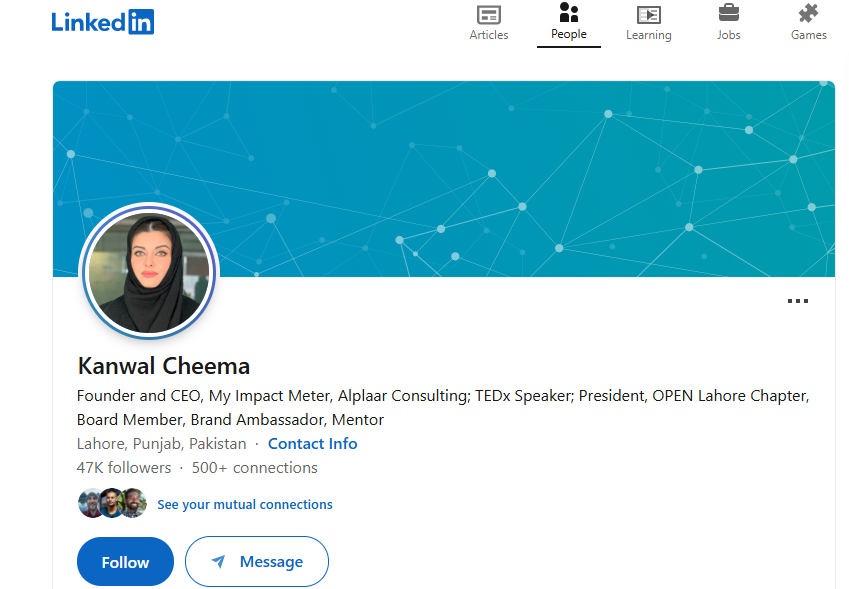 LinkedIn
Articles
People
Learning
Jobs
Games
Kanwal Cheema
Founder and CEO, My Impact Meter, Alplaar Consulting; TEDx Speaker; President, OPEN Lahore Chapter,
Board Member, Brand Ambassador, Mentor
Lahore, Punjab, Pakistan · Contact Info
47K followers · 500+ connections
See your mutual connections
Follow
Message